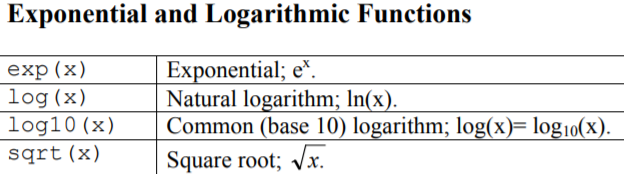 Exponential and Logarithmic Functions
exp(x) Exponential; eˣ.
log(x) Natural logarithm; ln(x).
log10(x) Common (base 10) logarithm; log(x)= log₁₀(x).
sqrt(x) Square root; √x.